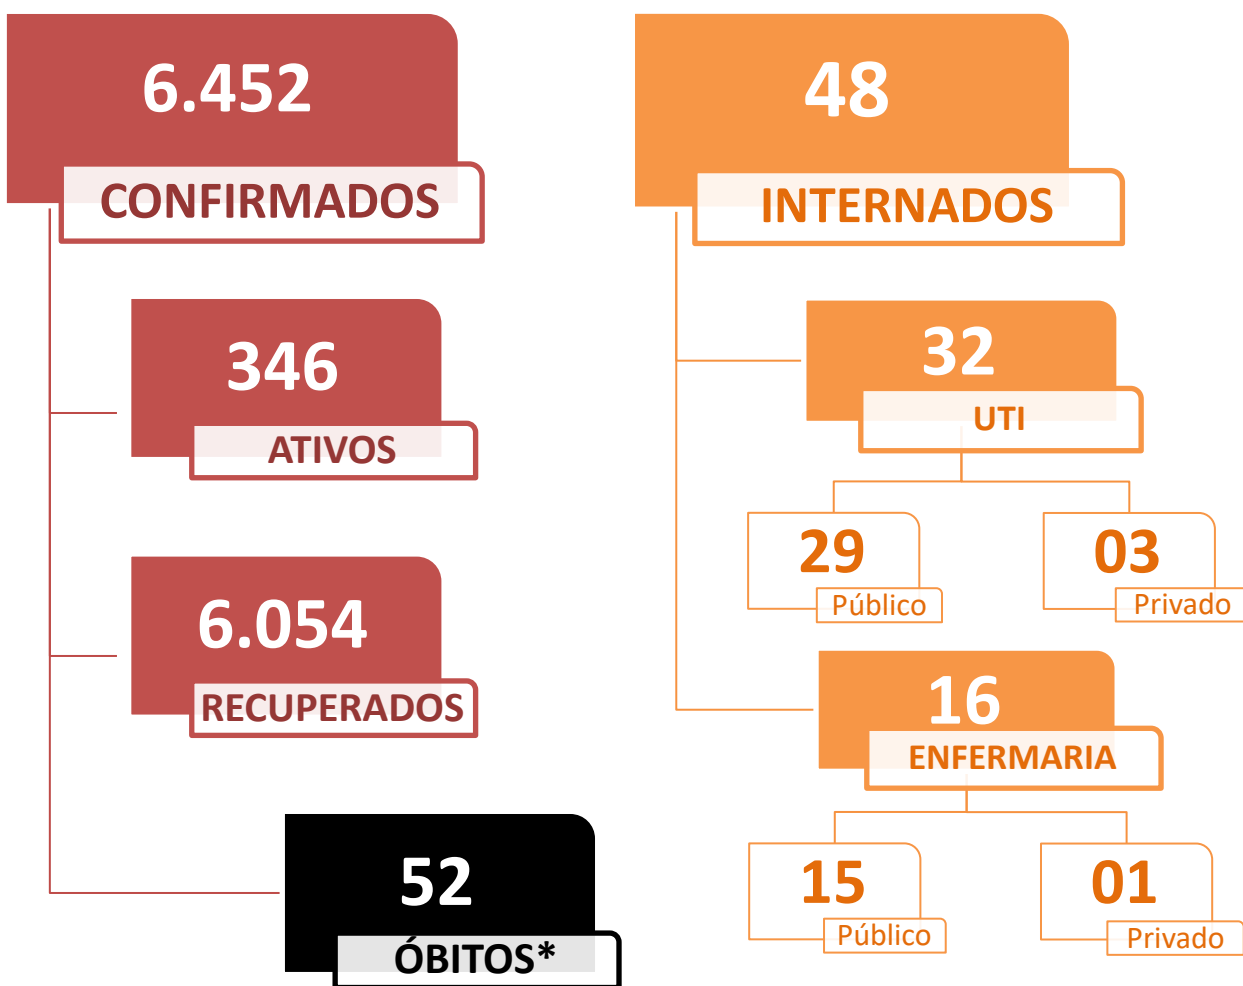 6.452
CONFIRMADOS
346
ATIVOS
6.054
RECUPERADOS
52
ÓBITOS*
48
INTERNADOS
32
UTI
29
Público
03
Privado
16
ENFERMARIA
15
Público
01
Privado